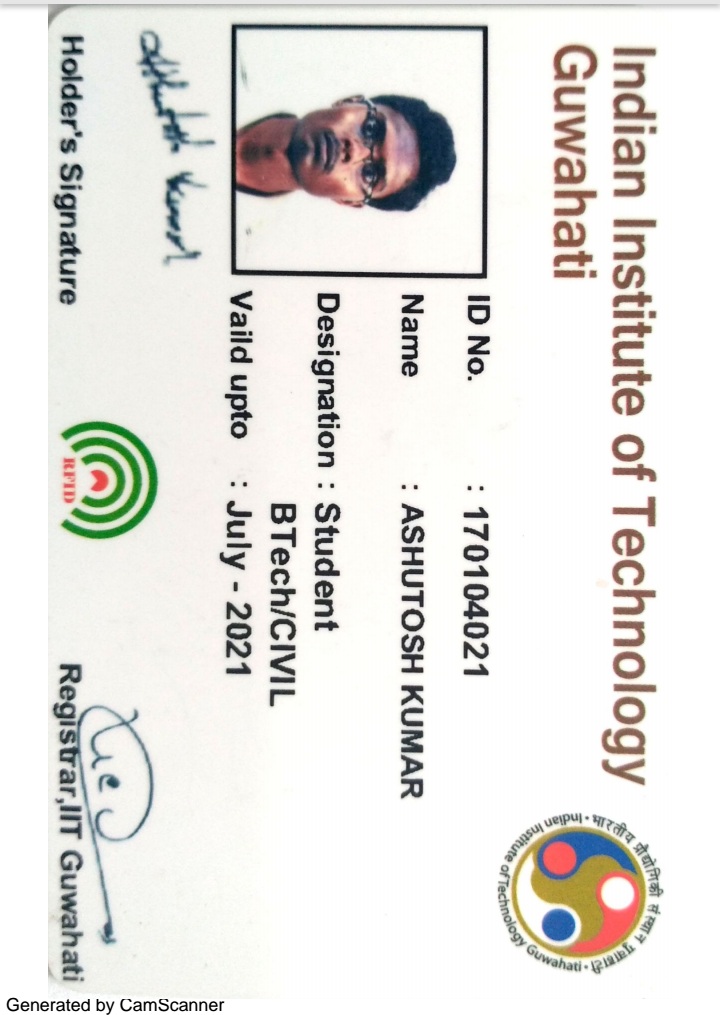 Indian Institute of Technology
Guwahati
भारतीय प्रौद्योगिकी संस्थान गुवाहाटी
Indian Institute of Technology Guwahati
ID No. : 170104021
Name : ASHUTOSH KUMAR
Designation : Student
BTech/CIVIL
Vaild upto : July - 2021
Ashutosh Kumar
Holder's Signature
RFID
Registrar,IIT Guwahati
Generated by CamScanner